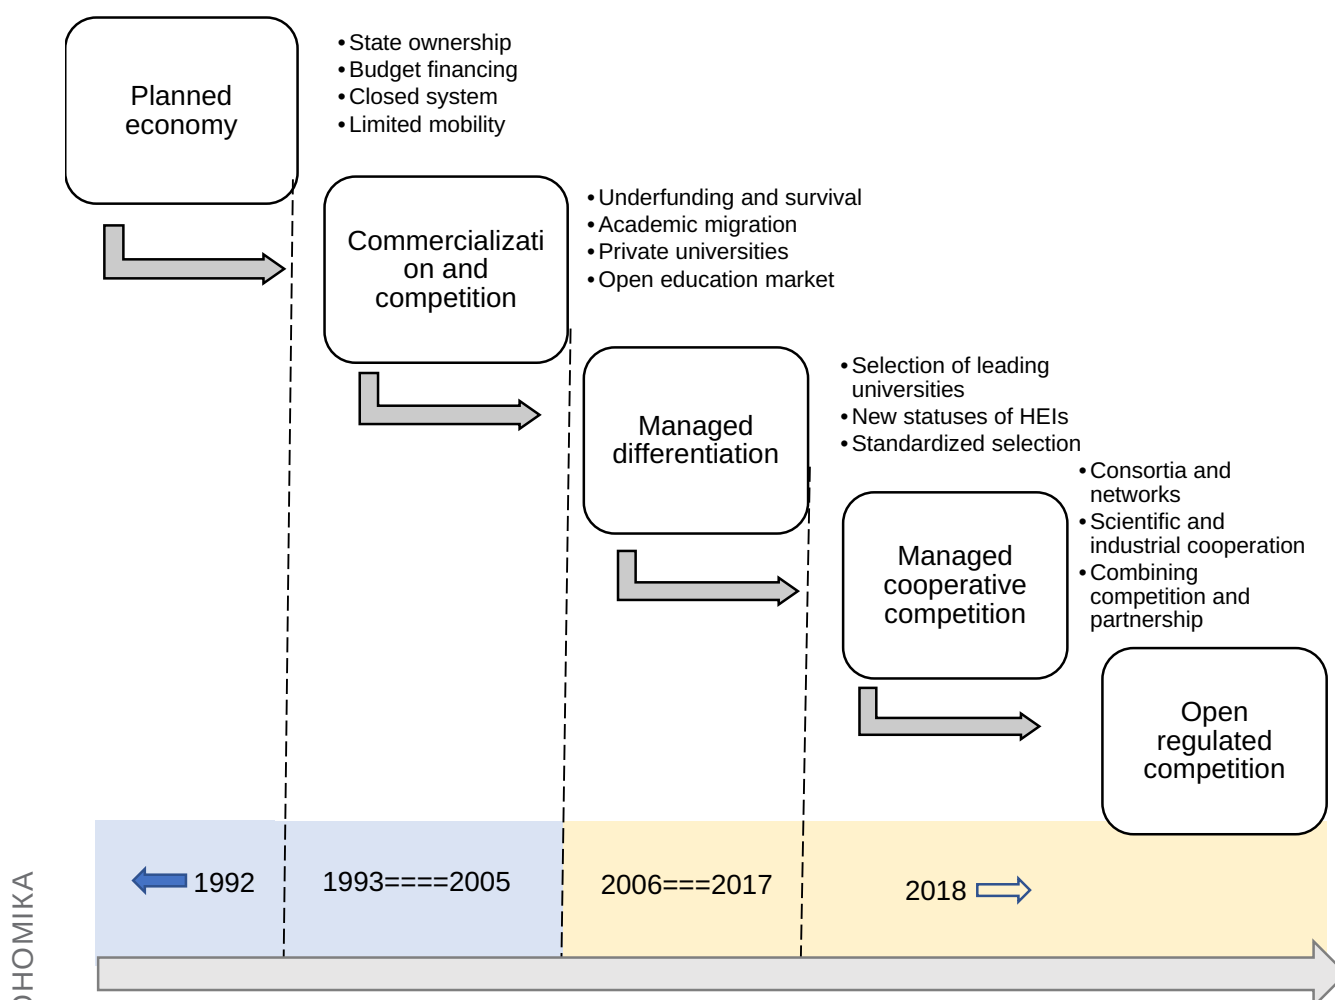 Planned
economy
• State ownership
• Budget financing
• Closed system
• Limited mobility
Commercializati
on and
competition
• Underfunding and survival
• Academic migration
• Private universities
• Open education market
Managed
differentiation
• Selection of leading
universities
• New statuses of HEIs
• Standardized selection
Managed
cooperative
competition
• Consortia and
networks
• Scientific and
industrial cooperation
• Combining
competition and
partnership
Open
regulated
competition
1992
1993====2005
2006===2017
2018